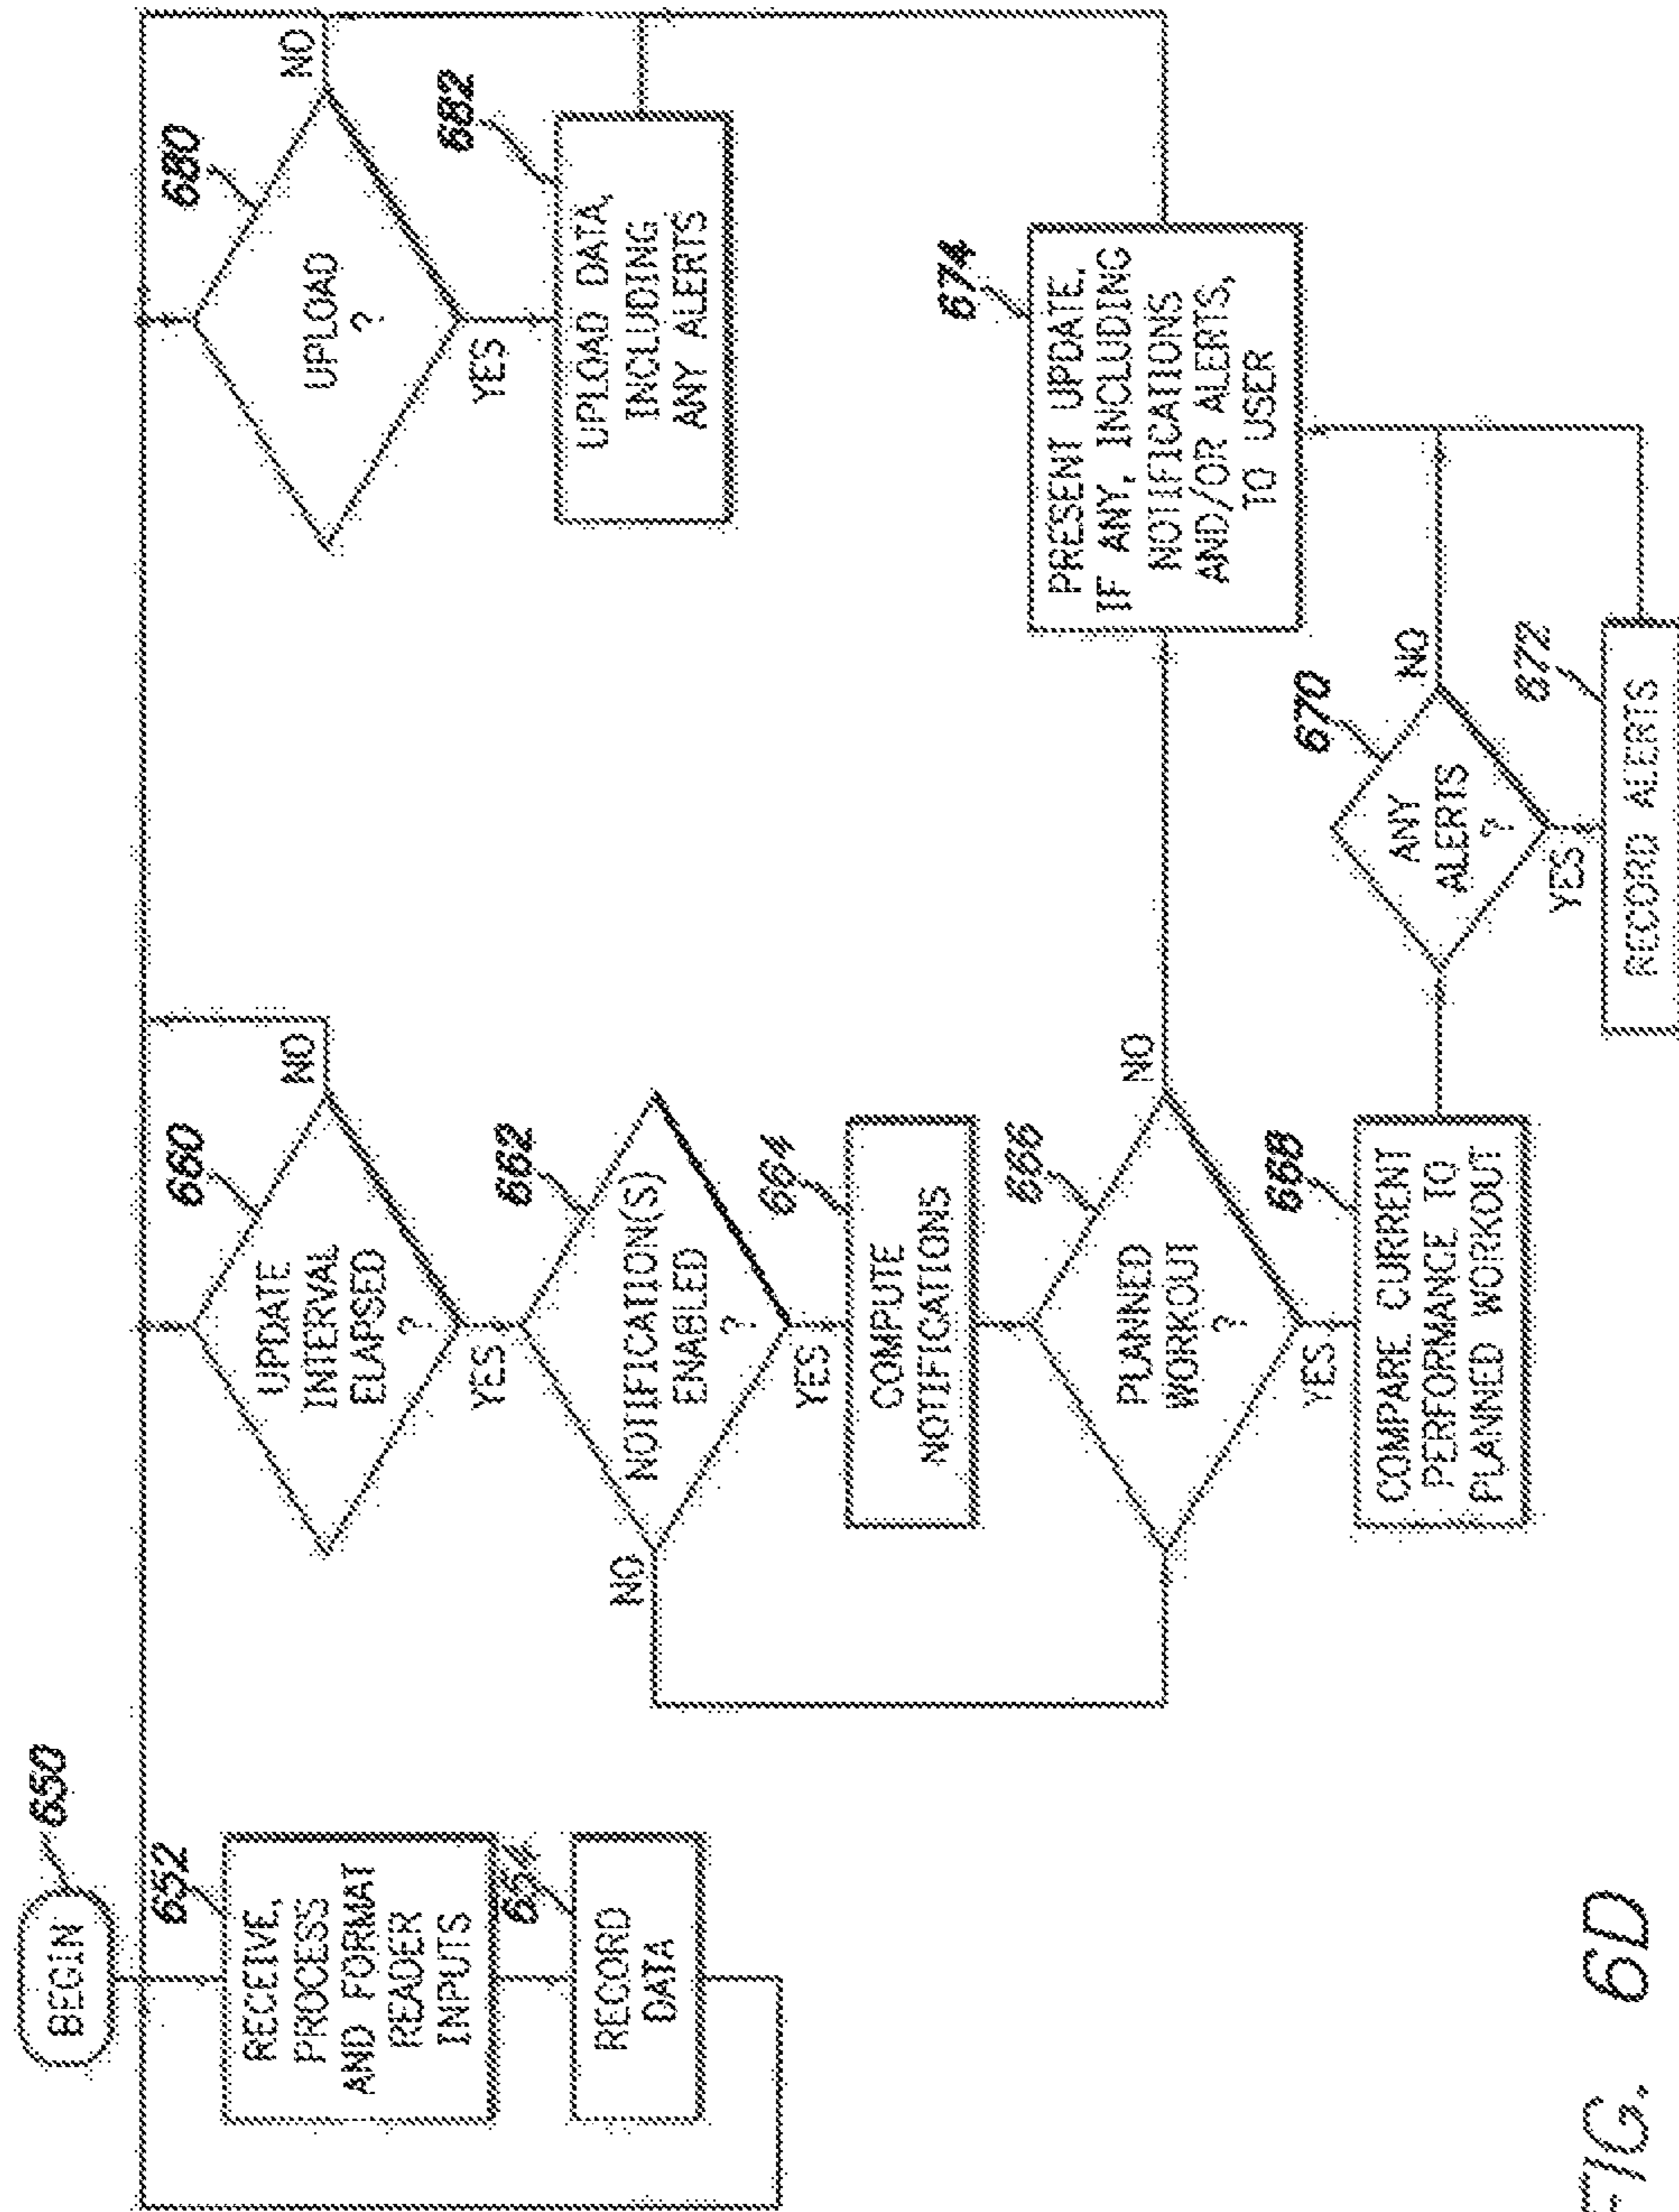 BEGIN
650
652
RECEIVE,
PROCESS
AND FORMAT
READER
INPUTS
654
RECORD
DATA
660
UPDATE
INTERVAL
ELAPSED
?
NO
YES
662
NOTIFICATION(S)
ENABLED
?
NO
YES
664
COMPUTE
NOTIFICATIONS
666
PLANNED
WORKOUT
?
NO
YES
668
COMPARE CURRENT
PERFORMANCE TO
PLANNED WORKOUT
670
ANY
ALERTS
?
NO
YES
672
RECORD ALERTS
674
PRESENT UPDATE,
IF ANY, INCLUDING
NOTIFICATIONS
AND/OR ALERTS,
TO USER
680
UPLOAD
?
NO
YES
682
UPLOAD DATA,
INCLUDING
ANY ALERTS
FIG. 6D